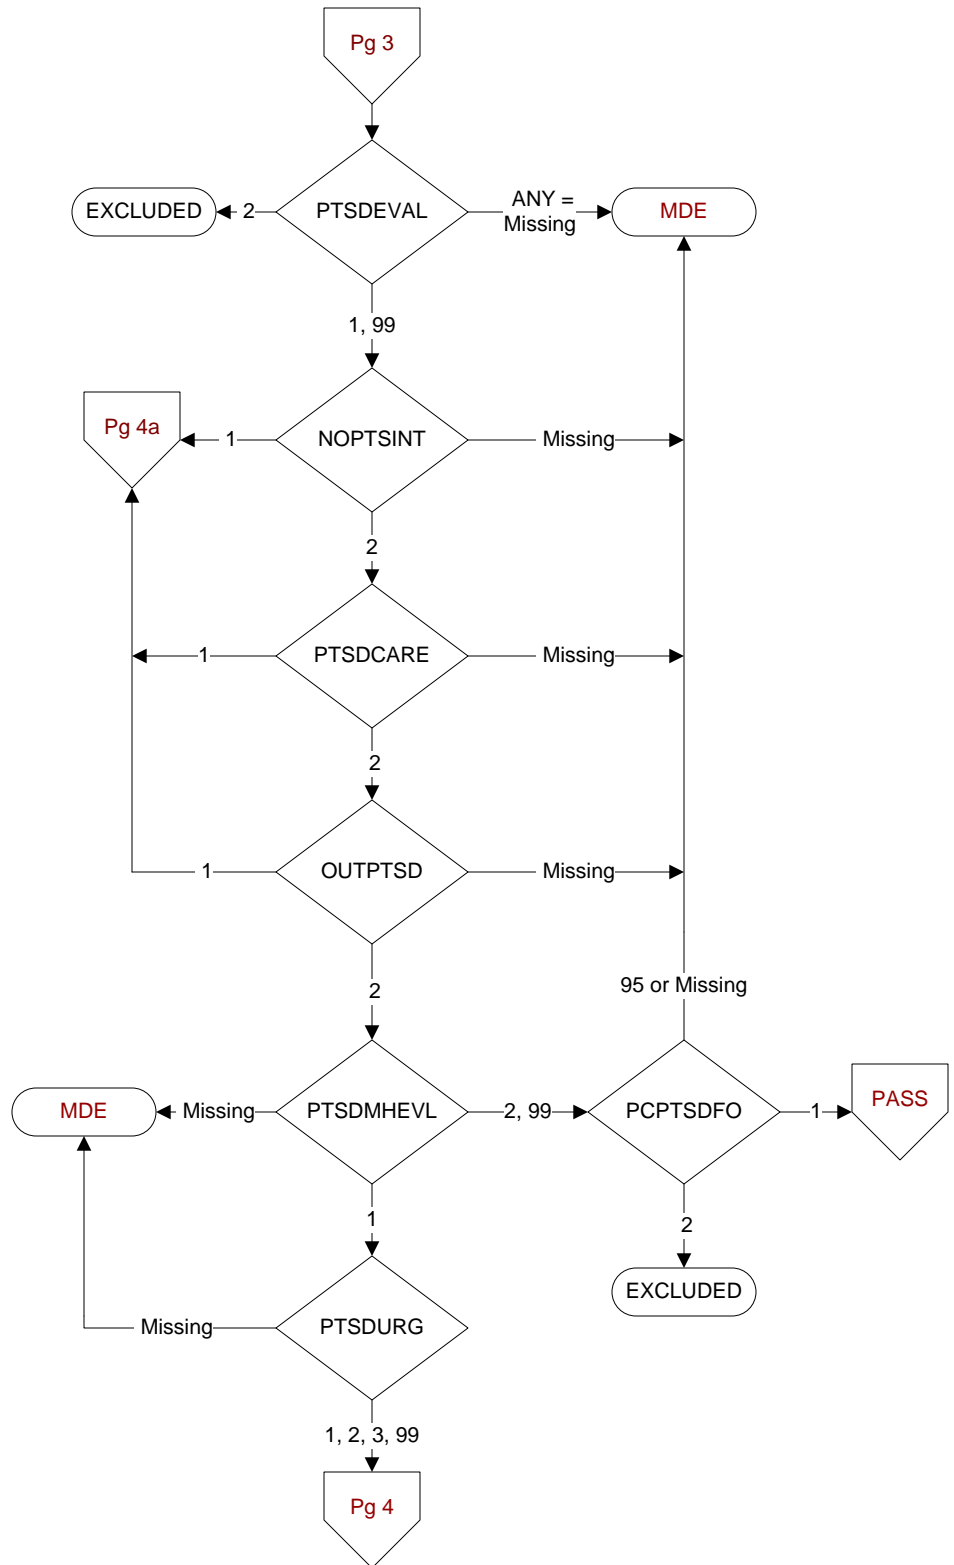 Pg 3
EXCLUDED
2
PTSDEVAL
ANY =
Missing
MDE
1, 99
Pg 4a
1
NOPTSINT
Missing
2
1
PTSDCARE
Missing
2
1
OUTPTSD
Missing
2
95 or Missing
MDE
Missing
PTSDMHEVL
2, 99
PCPTSDFO
1
PASS
1
2
EXCLUDED
Missing
PTSDURG
1, 2, 3, 99
Pg 4